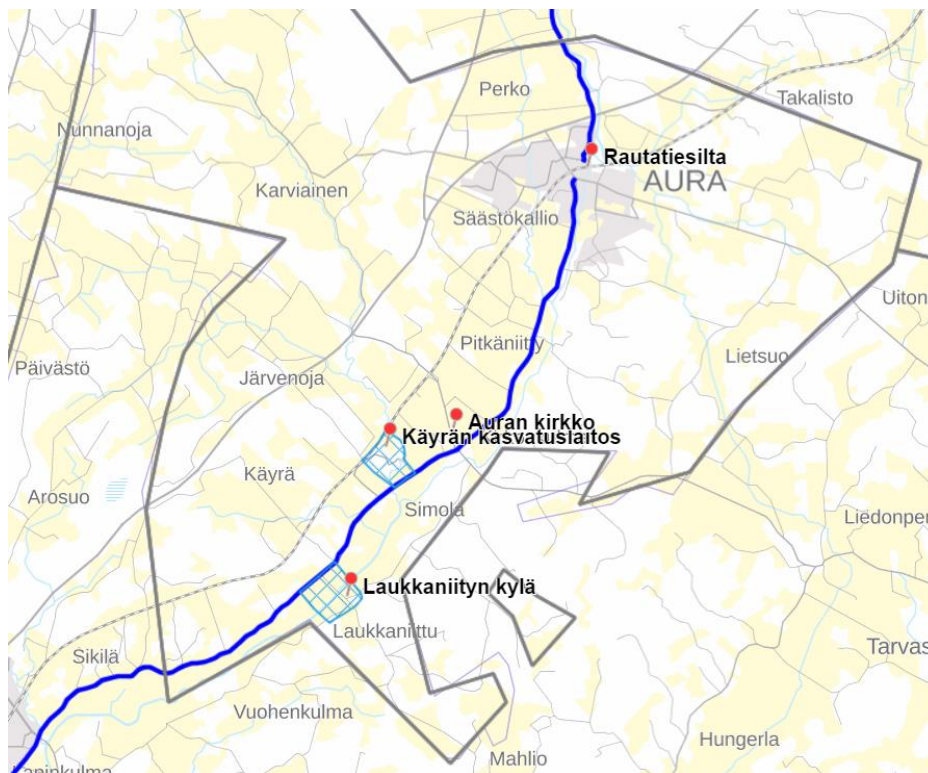 Perko
Takalisto
Nunnanoja
Rautatiesilta
AURA
Karviainen
Säästökallio
Uiton
Pitkäniitty
Lietsuo
Päivästö
Järvenoja
Auran kirkko
Käyrän kasvatuslaitos
Käyrä
Arosuo
Simola
Liedonper
Laukkaniityn kylä
Laukkaniittu
Tarvas
Sikilä
Vuohenkulma
Hungerla
Mahlio